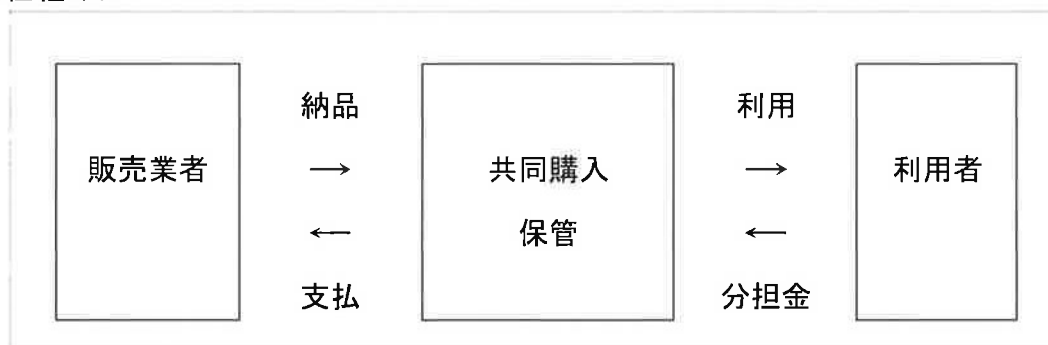 納品
利用
販売業者
→
共同購入
→
利用者
←
保管
←
支払
分担金